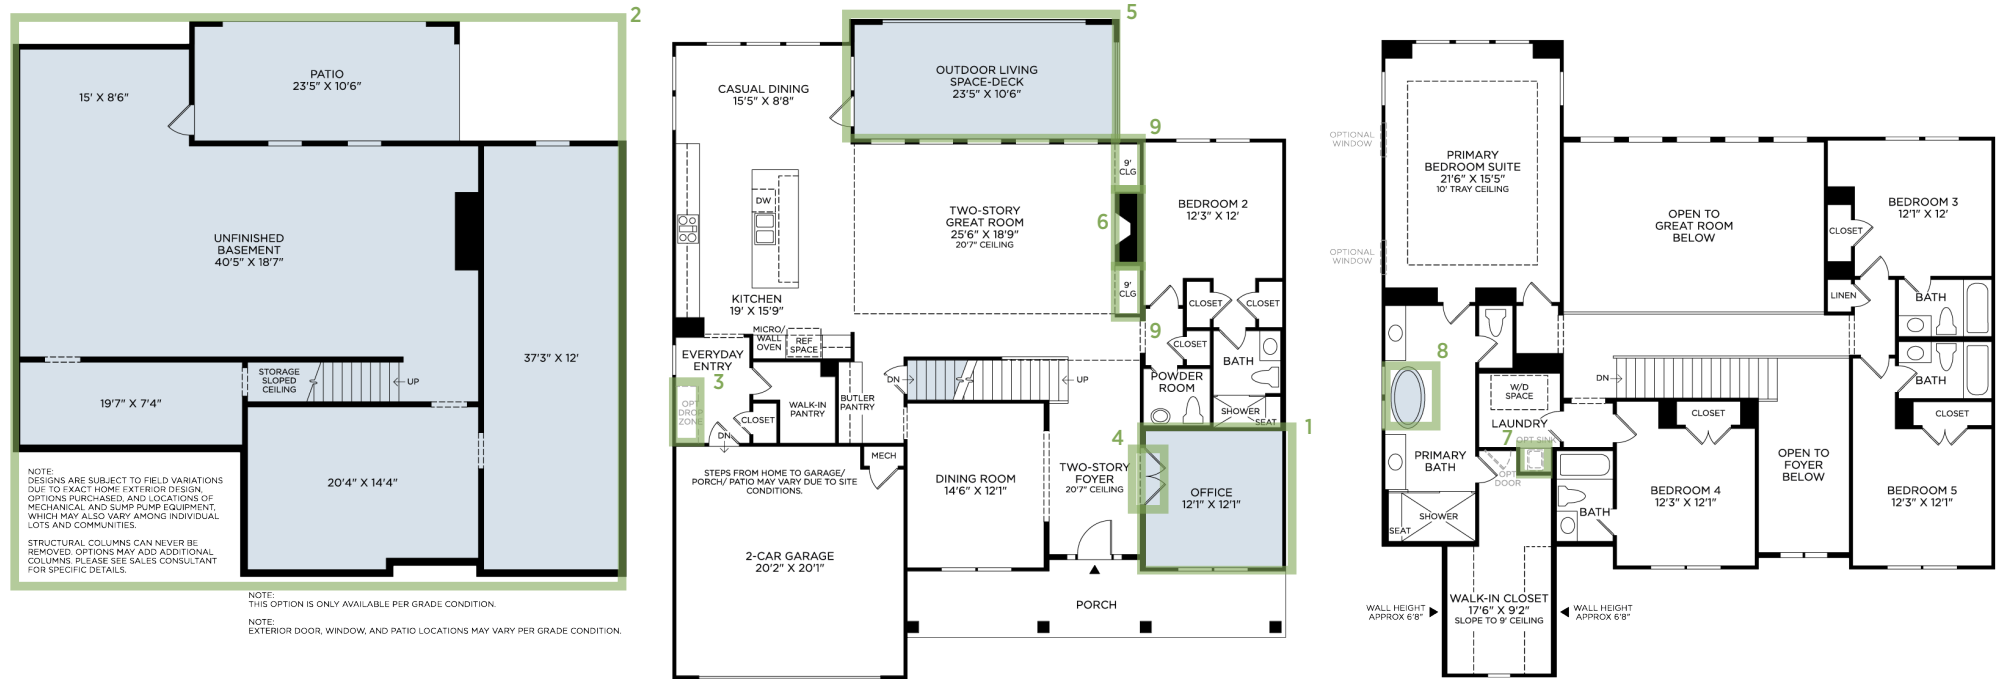 2
PATIO
23'5" X 10'6"
15' X 8'6"
UNFINISHED
BASEMENT
40'5" X 18'7"
37'3" X 12'
STORAGE
SLOPED
CEILING
UP
19'7" X 7'4"
20'4" X 14'4"
NOTE:
DESIGNS ARE SUBJECT TO FIELD VARIATIONS
DUE TO EXACT HOME EXTERIOR DESIGN,
OPTIONS PURCHASED, AND LOCATIONS OF
MECHANICAL AND SUMP PUMP EQUIPMENT,
WHICH MAY ALSO VARY AMONG INDIVIDUAL
LOTS AND COMMUNITIES.
STRUCTURAL COLUMNS CAN NEVER BE
REMOVED. OPTIONS MAY ADD ADDITIONAL
COLUMNS. PLEASE SEE SALES CONSULTANT
FOR SPECIFIC DETAILS.
NOTE:
THIS OPTION IS ONLY AVAILABLE PER GRADE CONDITION.
NOTE:
EXTERIOR DOOR, WINDOW, AND PATIO LOCATIONS MAY VARY PER GRADE CONDITION.
5
OUTDOOR LIVING
SPACE-DECK
23'5" X 10'6"
CASUAL DINING
15'5" X 8'8"
9
9'
CLG
DW
TWO-STORY
GREAT ROOM
25'6" X 18'9"
20'7" CEILING
6
BEDROOM 2
12'3" X 12'
9'
CLG
KITCHEN
19' X 15'9"
CLOSET
CLOSET
9
MICRO/
WALL
OVEN
REF
SPACE
CLOSET
EVERYDAY
ENTRY
BATH
3
OPT
DROP
ZONE
DN
UP
POWDER
ROOM
WALK-IN
PANTRY
BUTLER
PANTRY
CLOSET
SHOWER
SEAT
DN
1
4
MECH
STEPS FROM HOME TO GARAGE/
PORCH/ PATIO MAY VARY DUE TO SITE
CONDITIONS.
DINING ROOM
14'6" X 12'1"
TWO-STORY
FOYER
20'7" CEILING
OFFICE
12'1" X 12'1"
2-CAR GARAGE
20'2" X 20'1"
PORCH
OPTIONAL
WINDOW
PRIMARY
BEDROOM SUITE
21'6" X 15'5"
10' TRAY CEILING
OPTIONAL
WINDOW
OPEN TO
GREAT ROOM
BELOW
BEDROOM 3
12'1" X 12'
CLOSET
LINEN
BATH
8
DN
W/D
SPACE
LAUNDRY
BATH
CLOSET
CLOSET
7
OPT SINK
OPT
DOOR
PRIMARY
BATH
OPEN TO
FOYER
BELOW
BEDROOM 4
12'3" X 12'1"
BEDROOM 5
12'3" X 12'1"
BATH
SHOWER
SEAT
WALL HEIGHT
APPROX 6'8"
WALK-IN CLOSET
17'6" X 9'2"
SLOPE TO 9' CEILING
WALL HEIGHT
APPROX 6'8"